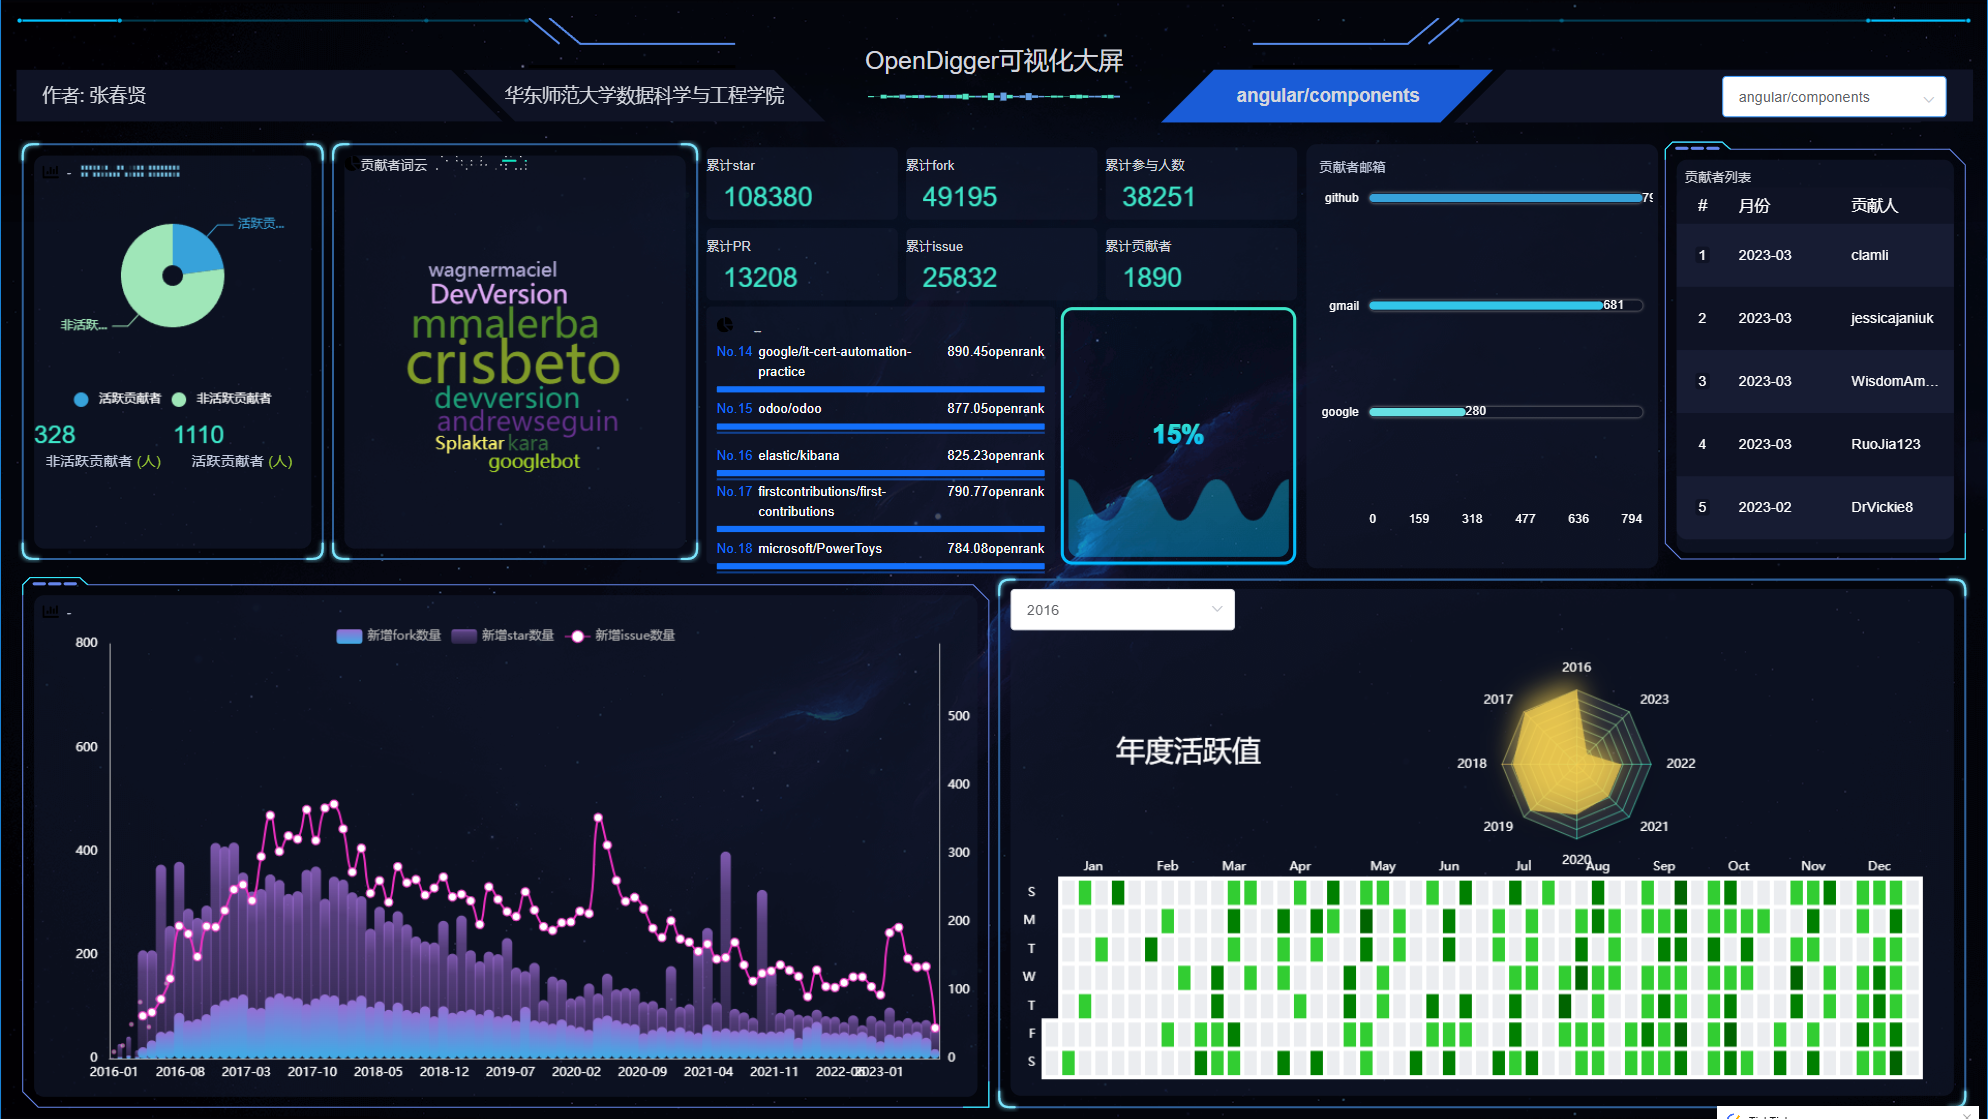 OpenDigger可视化大屏
作者: 张春贤
华东师范大学数据科学与工程学院
angular/components
angular/components
-
活跃贡...
非活跃...
活跃贡献者
非活跃贡献者
328
1110
非活跃贡献者 (人)
活跃贡献者 (人)
贡献者词云
wagnermaciel
DevVersion
mmalerba
crisbeto
devversion
andrewseguin
Splaktar
kara
googlebot
累计star
108380
累计fork
49195
累计参与人数
38251
累计PR
13208
累计issue
25832
累计贡献者
1890
No.14 google/it-cert-automation-practice 890.45openrank
No.15 odoo/odoo 877.05openrank
No.16 elastic/kibana 825.23openrank
No.17 firstcontributions/first-contributions 790.77openrank
No.18 microsoft/PowerToys 784.08openrank
15%
贡献者邮箱
github
gmail 681
google 280
0 159 318 477 636 794
贡献者列表
# 月份 贡献人
1 2023-03 clamli
2 2023-03 jessicajaniuk
3 2023-03 WisdomAm...
4 2023-03 RuoJia123
5 2023-02 DrVickie8
-
新增fork数量 新增star数量 新增issue数量
800
600
400
200
0
500
400
300
200
100
0
2016-01 2016-08 2017-03 2017-10 2018-05 2018-12 2019-07 2020-02 2020-09 2021-04 2021-11 2022-06 2023-01
2016
年度活跃值
2016
2017
2018
2019
2020
2021
2022
2023
Jan Feb Mar Apr May Jun Jul Aug Sep Oct Nov Dec
S
M
T
W
T
F
S